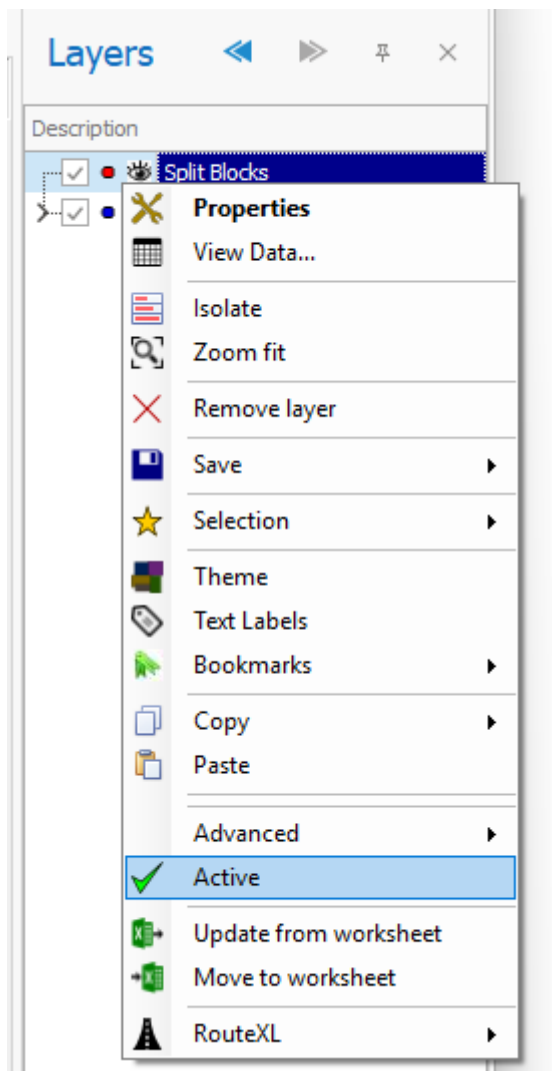 Layers
Description
Split Blocks
Properties
View Data...
Isolate
Zoom fit
Remove layer
Save
Selection
Theme
Text Labels
Bookmarks
Copy
Paste
Advanced
Active
Update from worksheet
Move to worksheet
RouteXL